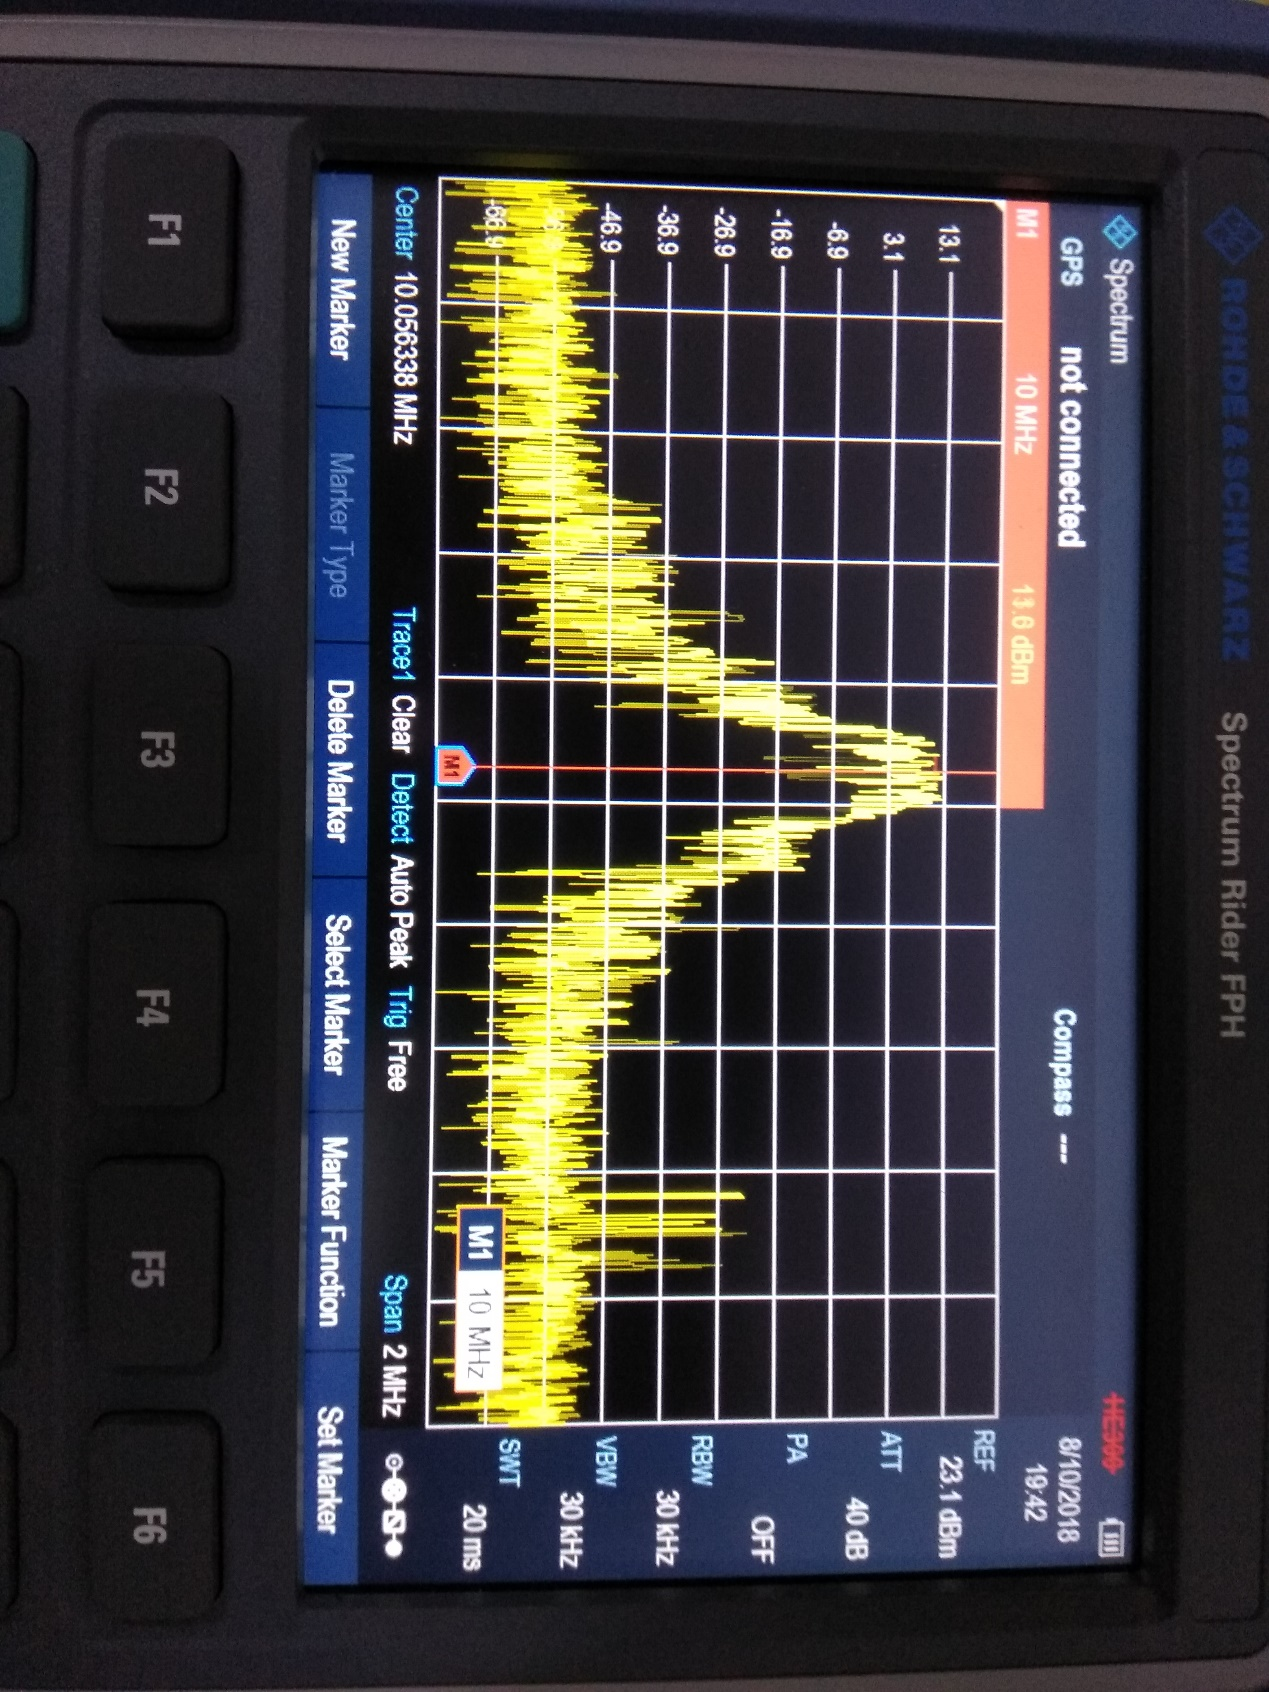 ROHDE & SCHWARZ Spectrum Rider FPH
Spectrum
HE300
GPS not connected Compass ---
8/10/2018
19:42
M1 10 MHz 13.6 dBm
REF
23.1 dBm
ATT
40 dB
PA
OFF
RBW
30 kHz
VBW
30 kHz
SWT
20 ms
13.1
3.1
-6.9
-16.9
-26.9
-36.9
-46.9
-66.9
M1 10 MHz
M1
Center 10.056338 MHz Trace1 Clear Detect Auto Peak Trig Free Span 2 MHz
New Marker Marker Type Delete Marker Select Marker Marker Function Set Marker
F1 F2 F3 F4 F5 F6